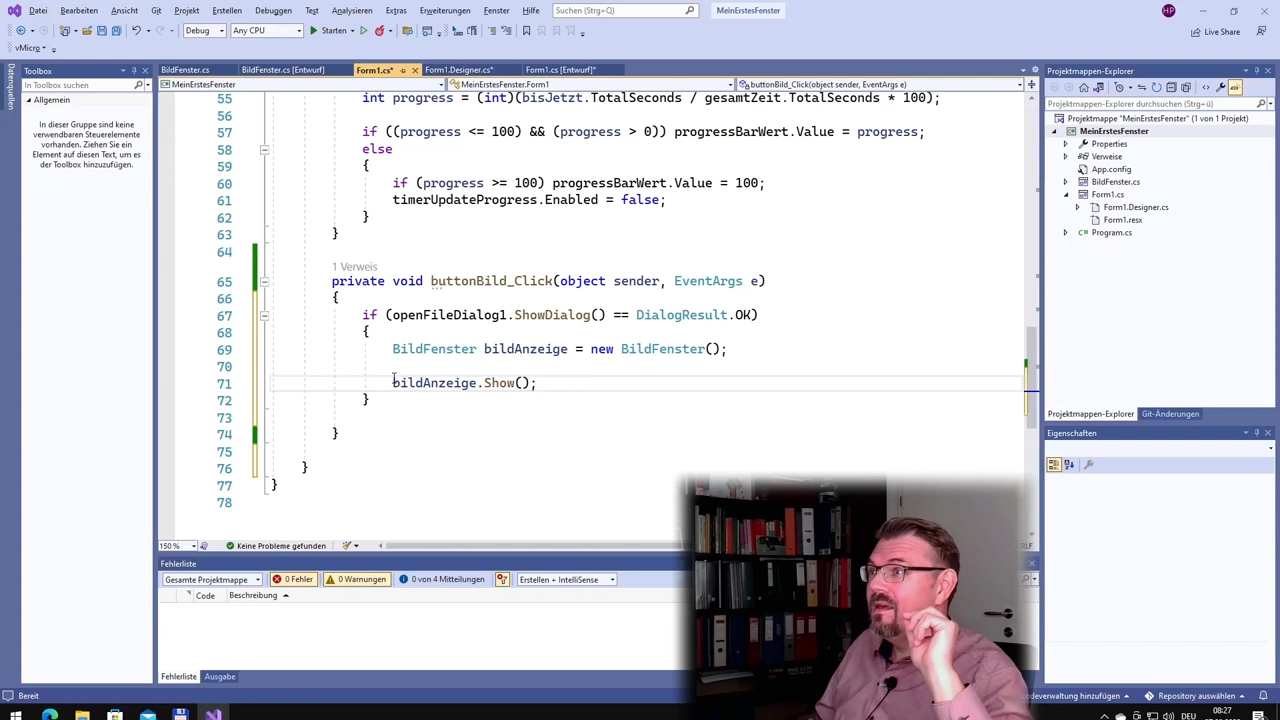 Datei Bearbeiten Ansicht Git Projekt Erstellen Debuggen Test Analysieren Extras Erweiterungen Fenster Hilfe Suchen (Strg+Q) MeinErstesFenster HP
Debug Any CPU Starten Live Share
vMicro
Datenquellen
Toolbox
Toolbox durchsuchen
Allgemein
In dieser Gruppe sind keine
verwendbaren Steuerelemente
vorhanden. Ziehen Sie ein
Element auf diesen Text, um es
der Toolbox hinzuzufügen.
BildFenster.cs BildFenster.cs [Entwurf] Form1.cs* Form1.Designer.cs* Form1.cs [Entwurf]*
MeinErstesFenster MeinErstesFenster.Form1 buttonBild_Click(object sender, EventArgs e)
55 int progress = (int)(bisJetzt.TotalSeconds / gesamtZeit.TotalSeconds * 100);
56
57 if ((progress <= 100) && (progress > 0)) progressBarWert.Value = progress;
58 else
59 {
60 if (progress >= 100) progressBarWert.Value = 100;
61 timerUpdateProgress.Enabled = false;
62 }
63 }
64
1 Verweis
65 private void buttonBild_Click(object sender, EventArgs e)
66 {
67 if (openFileDialog1.ShowDialog() == DialogResult.OK)
68 {
69 BildFenster bildAnzeige = new BildFenster();
70
71 bildAnzeige.Show();
72 }
73
74 }
75
76 }
77 }
78
150 % Keine Probleme gefunden
Fehlerliste
Gesamte Projektmappe 0 Fehler 0 Warnungen 0 von 4 Mitteilungen Erstellen + IntelliSense
Code Beschreibung
Fehlerliste Ausgabe
Projektmappen-Explorer
Projektmappen-Explorer durchsuchen (Strg+ü)
Projektmappe "MeinErstesFenster" (1 von 1 Projekt)
MeinErstesFenster
Properties
Verweise
App.config
BildFenster.cs
Form1.cs
Form1.Designer.cs
Form1.resx
Program.cs
Projektmappen-Explorer Git-Änderungen
Eigenschaften
Bereit
Repository auswählen
DEU 08:27